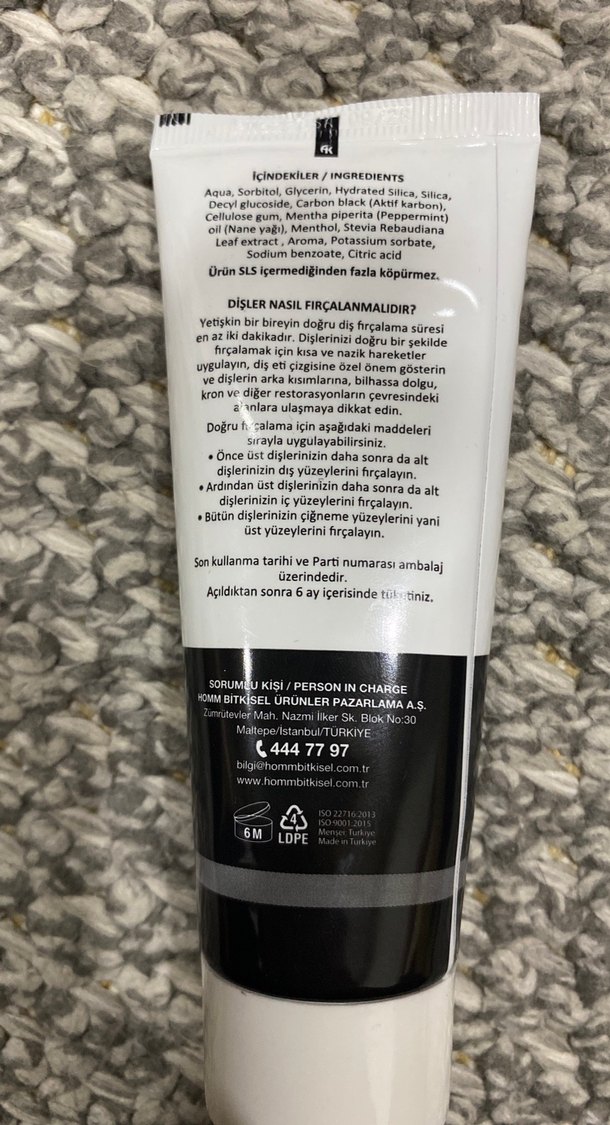 İÇİNDEKİLER / INGREDIENTS
Aqua, Sorbitol, Glycerin, Hydrated Silica, Silica,
Decyl glucoside, Carbon black (Aktif karbon),
Cellulose gum, Mentha piperita (Peppermint)
oil (Nane yağı), Menthol, Stevia Rebaudiana
Leaf extract , Aroma, Potassium sorbate,
Sodium benzoate, Citric acid
Ürün SLS içermediğinden fazla köpürmez.
DİŞLER NASIL FIRÇALANMALIDIR?
Yetişkin bir bireyin doğru diş fırçalama süresi
en az iki dakikadır. Dişlerinizi doğru bir şekilde
fırçalamak için kısa ve nazik hareketler
uygulayın, diş eti çizgisine özel önem gösterin
ve dişlerin arka kısımlarına, bilhassa dolgu,
kron ve diğer restorasyonların çevresindeki
alanlara ulaşmaya dikkat edin.
Doğru fırçalama için aşağıdaki maddeleri
sırayla uygulayabilirsiniz.
• Önce üst dişlerinizin daha sonra da alt
dişlerinizin dış yüzeylerini fırçalayın.
• Ardından üst dişlerinizin daha sonra da alt
dişlerinizin iç yüzeylerini fırçalayın.
• Bütün dişlerinizin çiğneme yüzeylerini yani
üst yüzeylerini fırçalayın.
Son kullanma tarihi ve Parti numarası ambalaj
üzerindedir.
Açıldıktan sonra 6 ay içerisinde tüketiniz.
SORUMLU KİŞİ / PERSON IN CHARGE
HOMM BİTKİSEL ÜRÜNLER PAZARLAMA A.Ş.
Zümrütevler Mah. Nazmi İlker Sk. Blok No:30
Maltepe/İstanbul/TÜRKİYE
444 77 97
bilgi@hommbitkisel.com.tr
www.hommbitkisel.com.tr
6 M
4
LDPE
ISO 22716:2013
ISO 9001:2015
Menşei Türkiye
Made in Türkiye